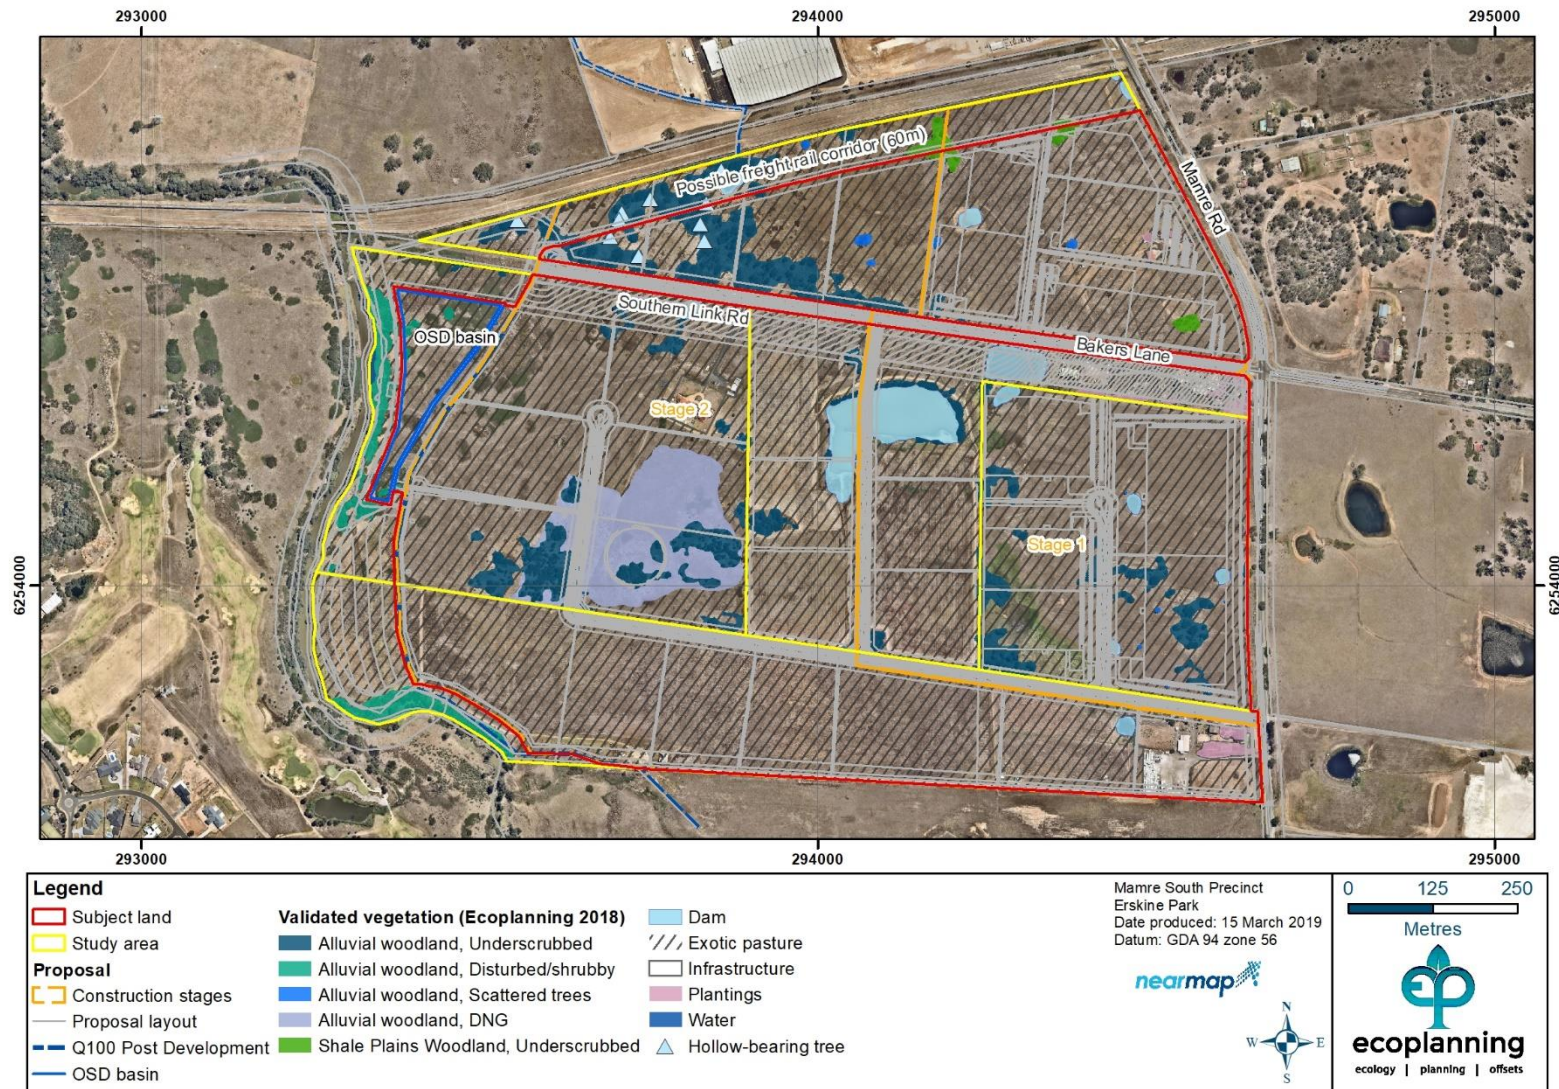 293000 294000 295000
Possible freight rail corridor (60m)
Mamre Rd
Southern Link Rd
OSD basin
Bakers Lane
Stage 2
Stage 1
6254000 6254000
293000 294000 295000
Legend
Subject land
Study area
Proposal
Construction stages
Proposal layout
Q100 Post Development
OSD basin
Validated vegetation (Ecoplanning 2018)
Alluvial woodland, Underscrubbed
Alluvial woodland, Disturbed/shrubby
Alluvial woodland, Scattered trees
Alluvial woodland, DNG
Shale Plains Woodland, Underscrubbed
Dam
Exotic pasture
Infrastructure
Plantings
Water
Hollow-bearing tree
Mamre South Precinct
Erskine Park
Date produced: 15 March 2019
Datum: GDA 94 zone 56
nearmap
N
W E
S
0 125 250
Metres
ep
ecoplanning
ecology | planning | offsets